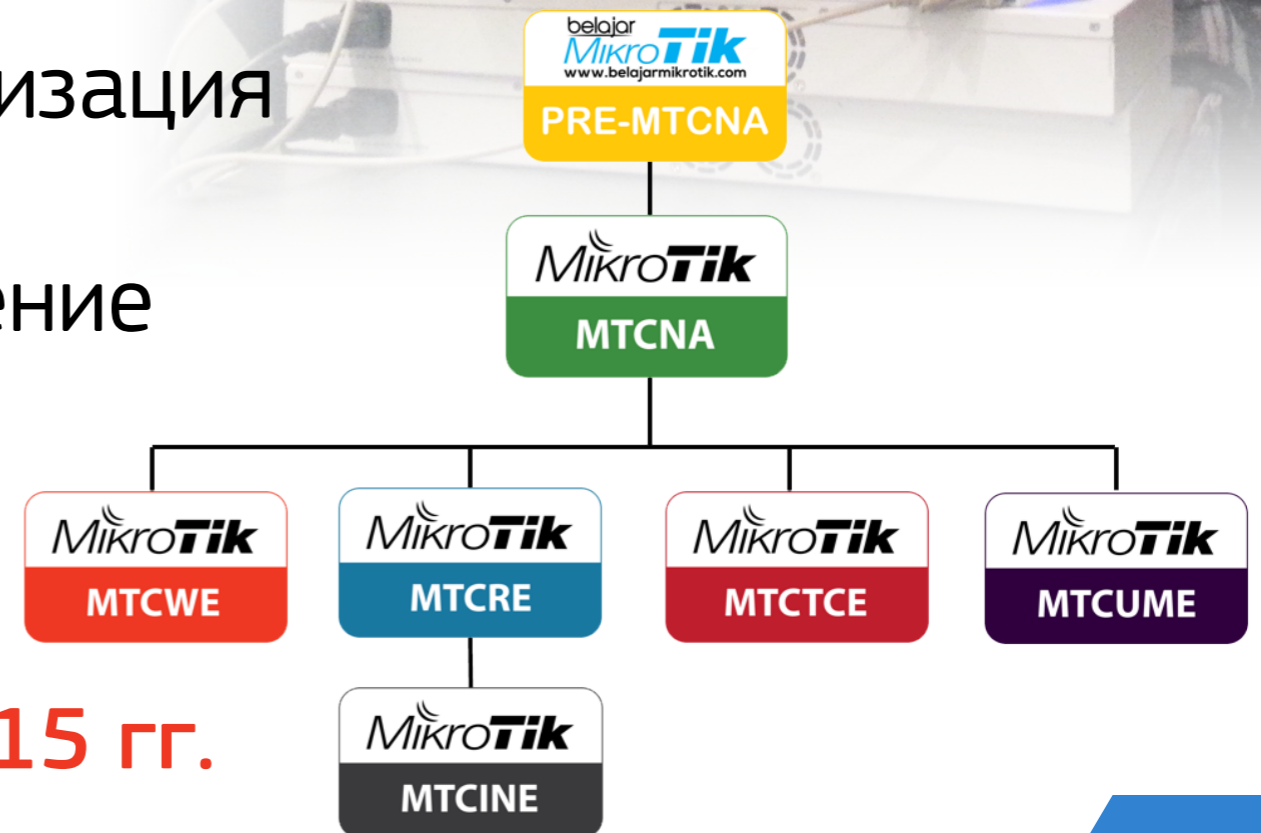 belajar
MikroTik
www.belajarmikrotik.com
PRE-MTCNA
изация
MikroTik
MTCNA
ение
MikroTik
MTCWE
MikroTik
MTCRE
MikroTik
MTCTCE
MikroTik
MTCUME
15 гг.
MikroTik
MTCINE